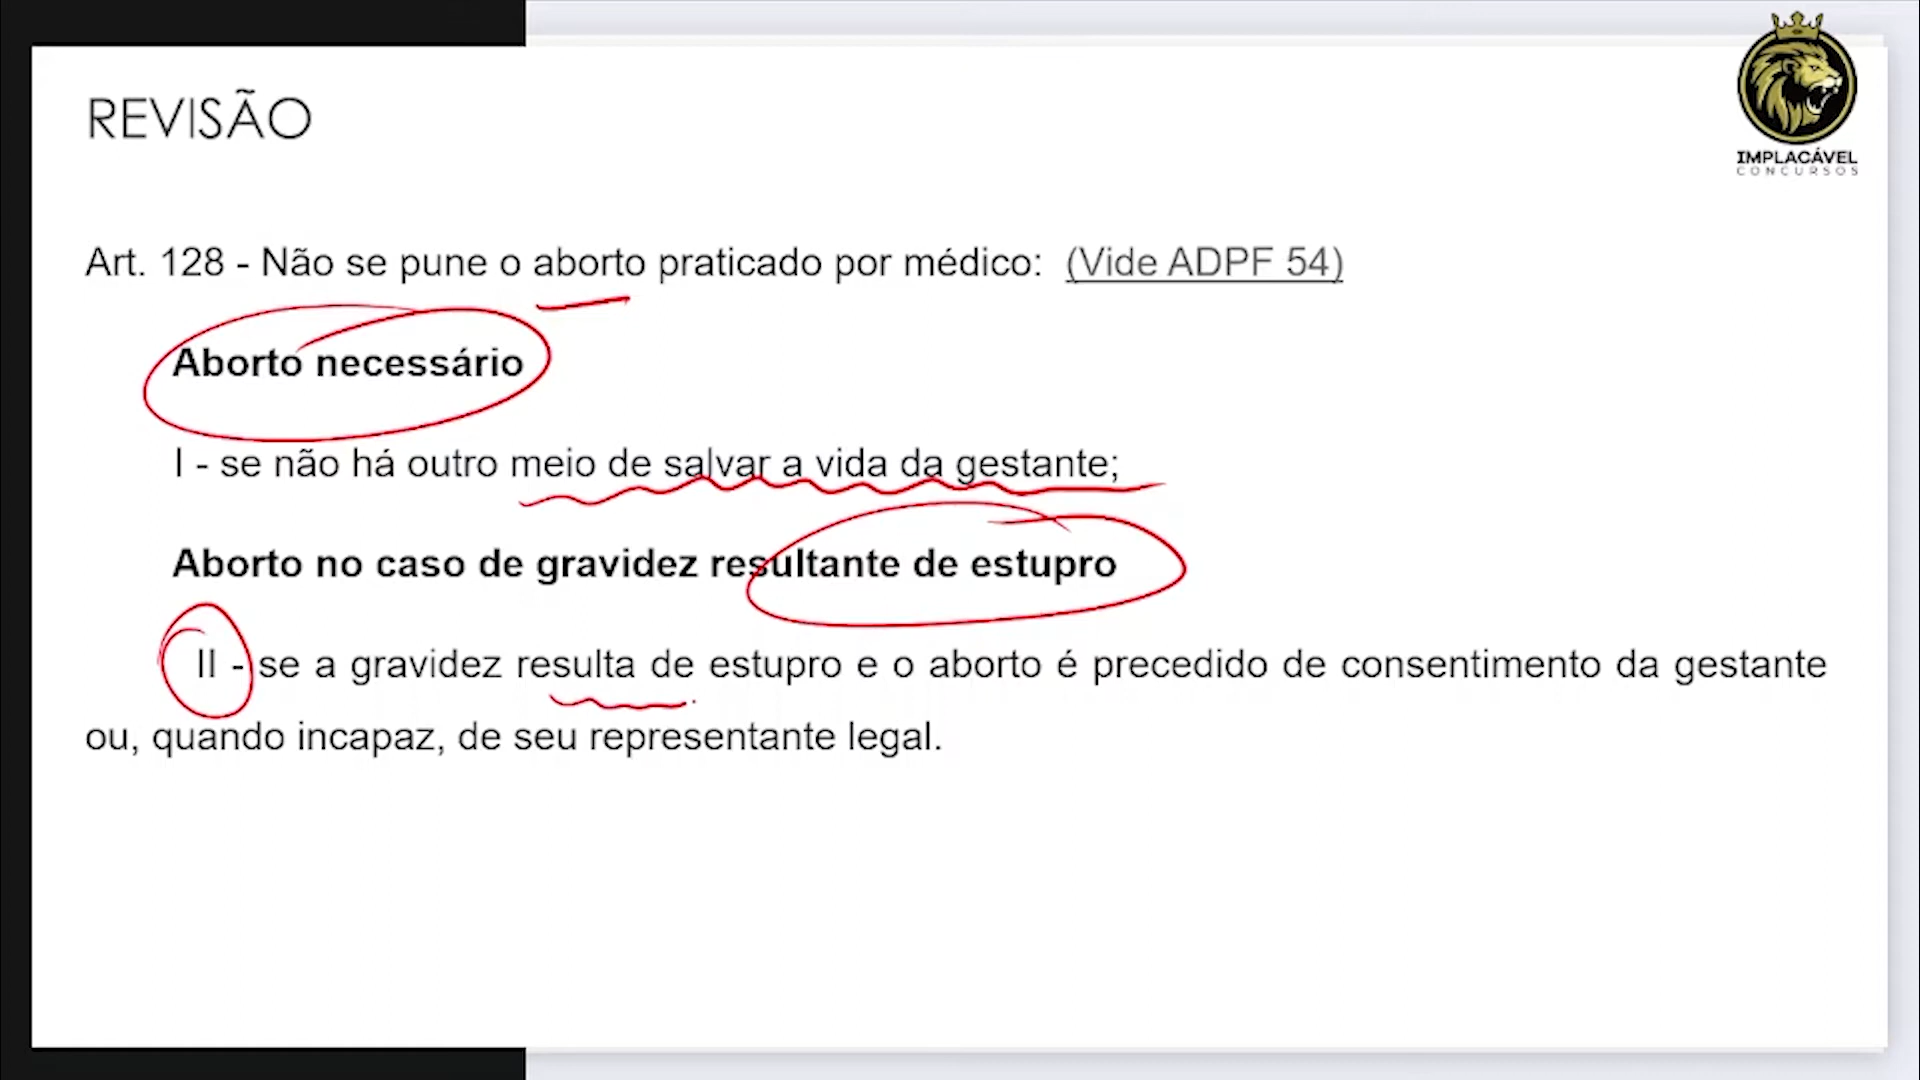 REVISÃO
IMPLACÁVEL
CONCURSOS
Art. 128 - Não se pune o aborto praticado por médico: (Vide ADPF 54)
Aborto necessário
I - se não há outro meio de salvar a vida da gestante;
Aborto no caso de gravidez resultante de estupro
II - se a gravidez resulta de estupro e o aborto é precedido de consentimento da gestante
ou, quando incapaz, de seu representante legal.